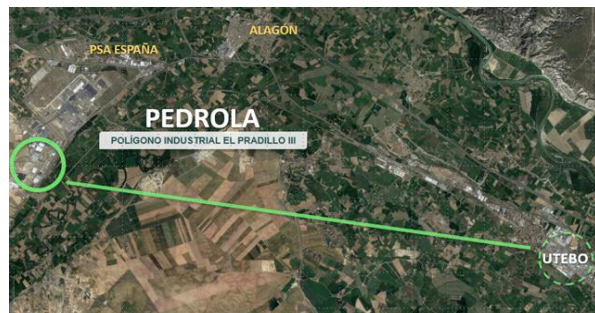 ALAGÓN
PSA ESPAÑA
PEDROLA
POLÍGONO INDUSTRIAL EL PRADILLO III
UTEBO